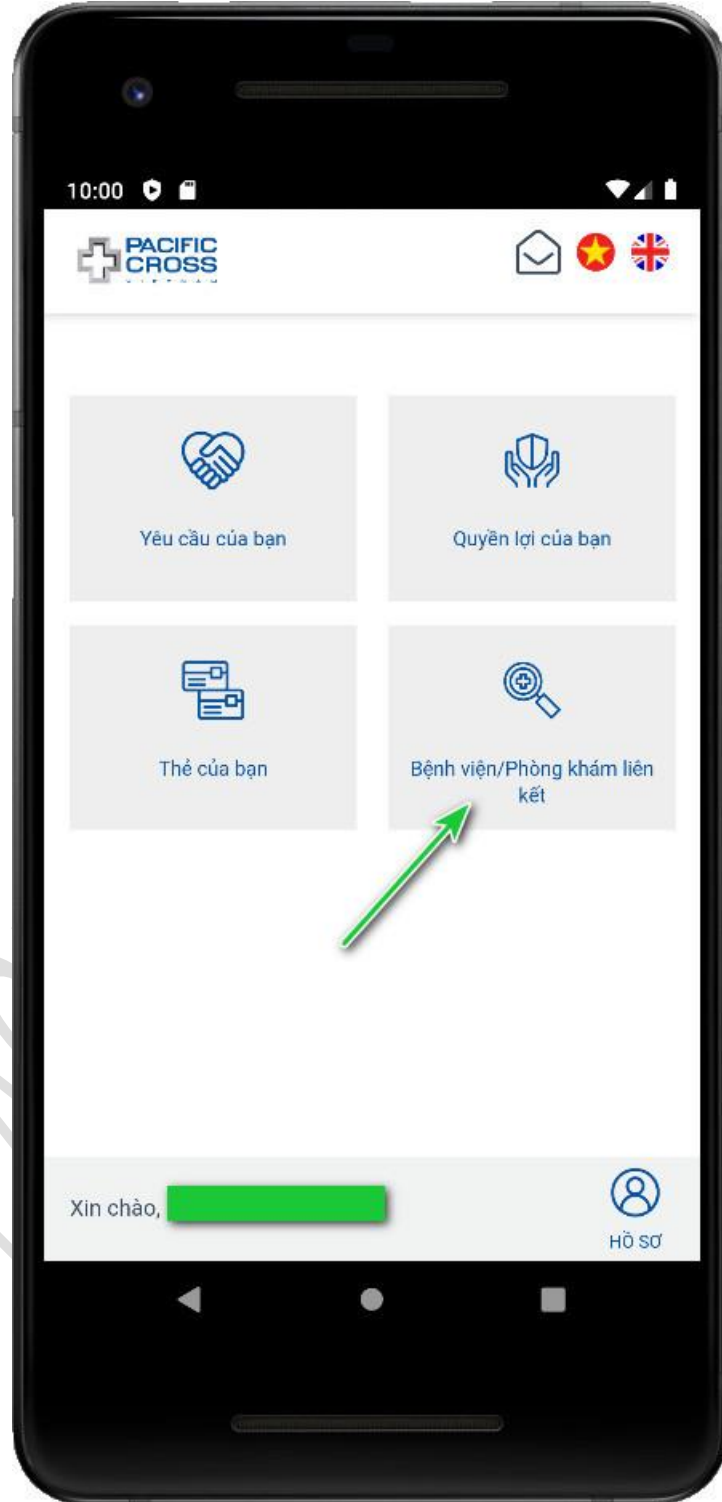 10:00
PACIFIC
CROSS
VIETNAM
Yêu cầu của bạn
Quyền lợi của bạn
Thẻ của bạn
Bệnh viện/Phòng khám liên
kết
Xin chào,
HỒ SƠ